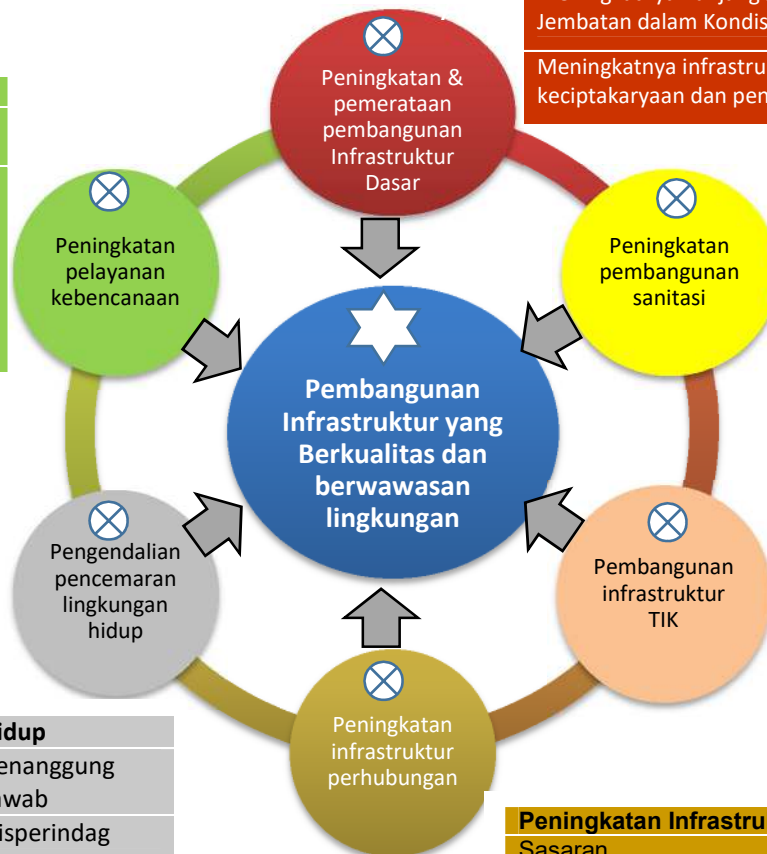 Jembatan dalam Kondis
Meningkatnya infrastru
keciptakaryaan dan pen
Peningkatan &
pemerataan
pembangunan
Infrastruktur
Dasar
Peningkatan
pelayanan
kebencanaan
Peningkatan
pembangunan
sanitasi
Pembangunan
Infrastruktur yang
Berkualitas dan
berwawasan
lingkungan
Pengendalian
pencemaran
lingkungan
hidup
Pembangunan
infrastruktur
TIK
Peningkatan
infrastruktur
perhubungan
idup
enanggung
wab
isperindag
Peningkatan Infrastru
Sasaran